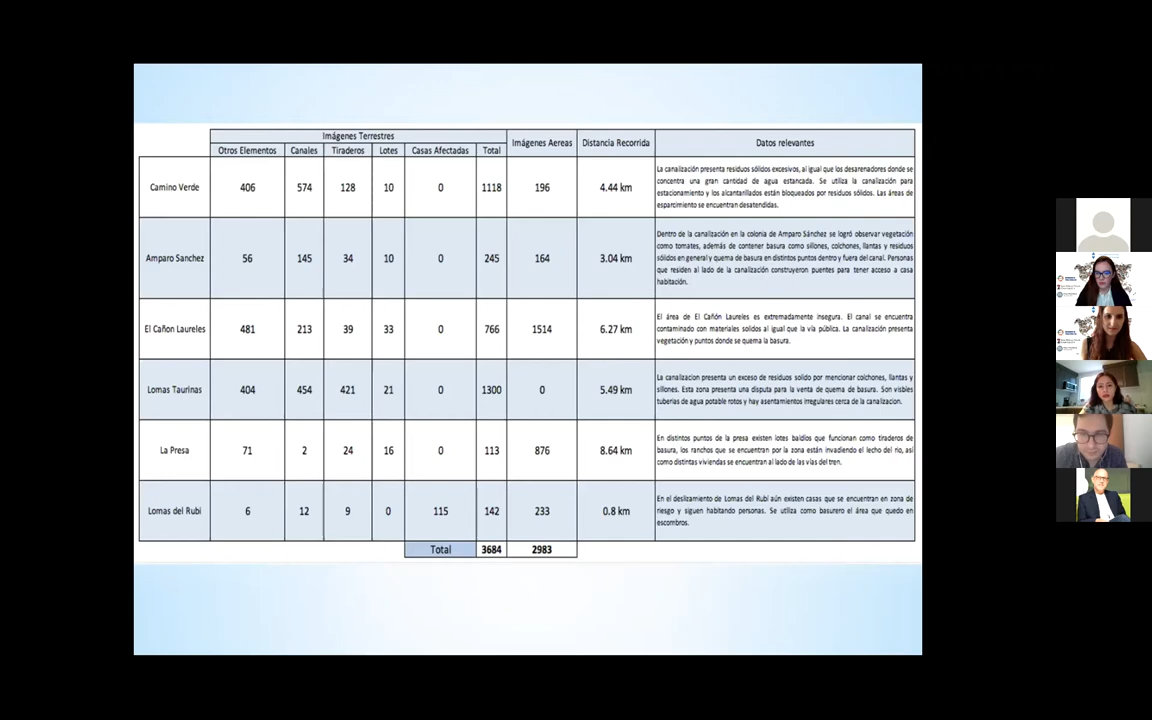 Imágenes Terrestres
Imágenes Aereas Distancia Recorrida Datos relevantes
Otros Elementos Canales Tiraderos Lotes Casas Afectadas Total
Camino Verde 406 574 128 10 0 1118 196 4.44 km
La canalización presenta residuos sólidos excesivos, al igual que los desarenadores donde se
concentra una gran cantidad de agua estancada. Se utiliza la canalización para
estacionamiento y los alcantarillados están bloqueados por residuos sólidos. Las áreas de
esparcimiento se encuentran desatendidas.
Amparo Sanchez 56 145 34 10 0 245 164 3.04 km
Dentro de la canalización en la colonia de Amparo Sánchez se logró observar vegetación
como tomates, además de contener basura como sillones, colchones, llantas y residuos
sólidos en general y quema de basura en distintos puntos dentro y fuera del canal. Personas
que residen al lado de la canalización construyeron puentes para tener acceso a casa
habitación.
El Cañon Laureles 481 213 39 33 0 766 1514 6.27 km
El área de El Cañón Laureles es extremadamente insegura. El canal se encuentra
contaminado con materiales solidos al igual que la vía pública. La canalización presenta
vegetación y puntos donde se quema la basura.
Lomas Taurinas 404 454 421 21 0 1300 0 5.49 km
La canalizacion presenta un exceso de residuos solido por mencionar colchones, llantas y
sillones. Esta zona presenta una disputa para la venta de quema de basura. Son visbles
tuberias de agua potable rotos y hay asentamientos irregulares cerca de la canalizacion.
La Presa 71 2 24 16 0 113 876 8.64 km
En distintos puntos de la presa existen lotes baldíos que funcionan como tiraderos de
basura, los ranchos que se encuentran por la zona están invadiendo el lecho del río, así
como distintas viviendas se encuentran al lado de las vías del tren.
Lomas del Rubi 6 12 9 0 115 142 233 0.8 km
En el deslizamiento de Lomas del Rubí aún existen casas que se encuentran en zona de
riesgo y siguen habitando personas. Se utiliza como basurero el área que quedo en
escombros.
Total 3684 2983